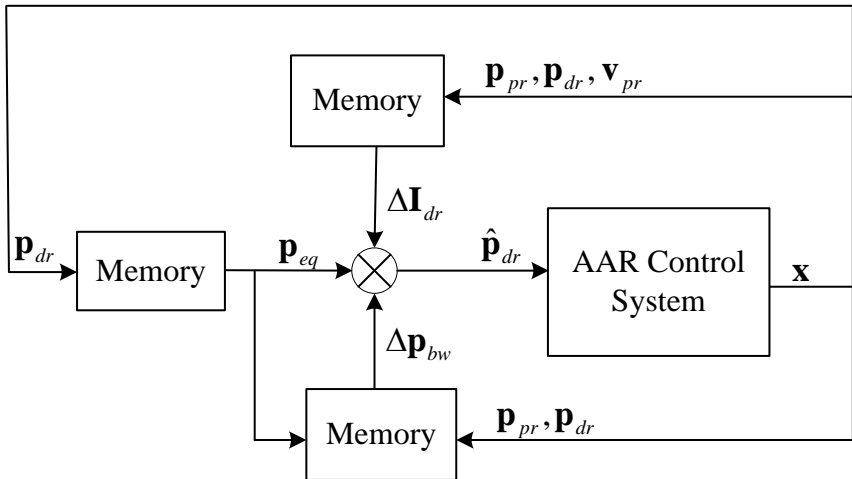 Memory
p_pr, p_dr, v_pr
ΔI_dr
p_dr
Memory
p_eq
p̂_dr
AAR Control
System
x
Δp_bw
Memory
p_pr, p_dr